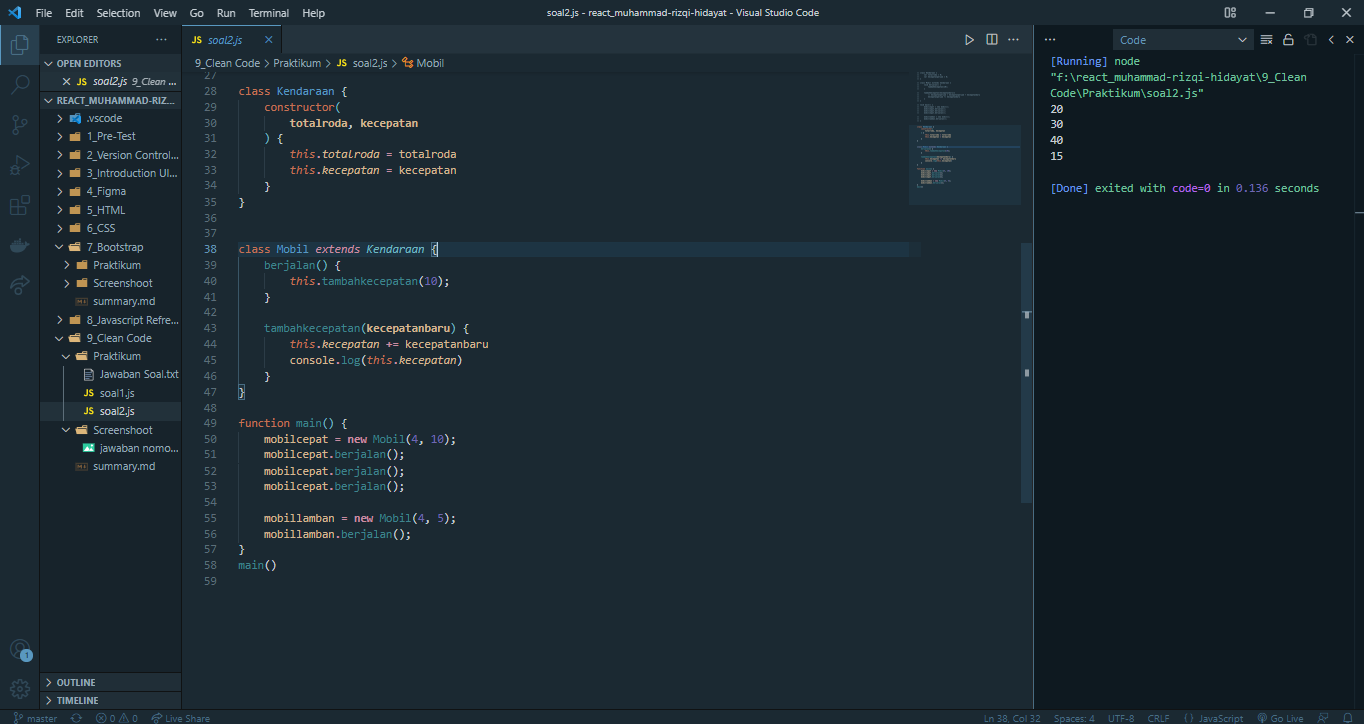 File Edit Selection View Go Run Terminal Help
soal2.js - react_muhammad-rizqi-hidayat - Visual Studio Code
EXPLORER
OPEN EDITORS
JS soal2.js 9_Clean ...
REACT_MUHAMMAD-RIZ...
.vscode
1_Pre-Test
2_Version Control...
3_Introduction UI...
4_Figma
5_HTML
6_CSS
7_Bootstrap
Praktikum
Screenshoot
summary.md
8_Javascript Refre...
9_Clean Code
Praktikum
Jawaban Soal.txt
JS soal1.js
JS soal2.js
Screenshoot
jawaban nomo...
summary.md
OUTLINE
TIMELINE
JS soal2.js
9_Clean Code > Praktikum > JS soal2.js > Mobil
27
28 class Kendaraan {
29 constructor(
30 totalroda, kecepatan
31 ) {
32 this.totalroda = totalroda
33 this.kecepatan = kecepatan
34 }
35 }
36
37
38 class Mobil extends Kendaraan {
39 berjalan() {
40 this.tambahkecepatan(10);
41 }
42
43 tambahkecepatan(kecepatanbaru) {
44 this.kecepatan += kecepatanbaru
45 console.log(this.kecepatan)
46 }
47 }
48
49 function main() {
50 mobilcepat = new Mobil(4, 10);
51 mobilcepat.berjalan();
52 mobilcepat.berjalan();
53 mobilcepat.berjalan();
54
55 mobillamban = new Mobil(4, 5);
56 mobillamban.berjalan();
57 }
58 main()
59
Code
[Running] node
"f:\react_muhammad-rizqi-hidayat\9_Clean
Code\Praktikum\soal2.js"
20
30
40
15
[Done] exited with code=0 in 0.136 seconds
1
master 0 0 Live Share
Ln 38, Col 32 Spaces: 4 UTF-8 CRLF {} JavaScript Go Live